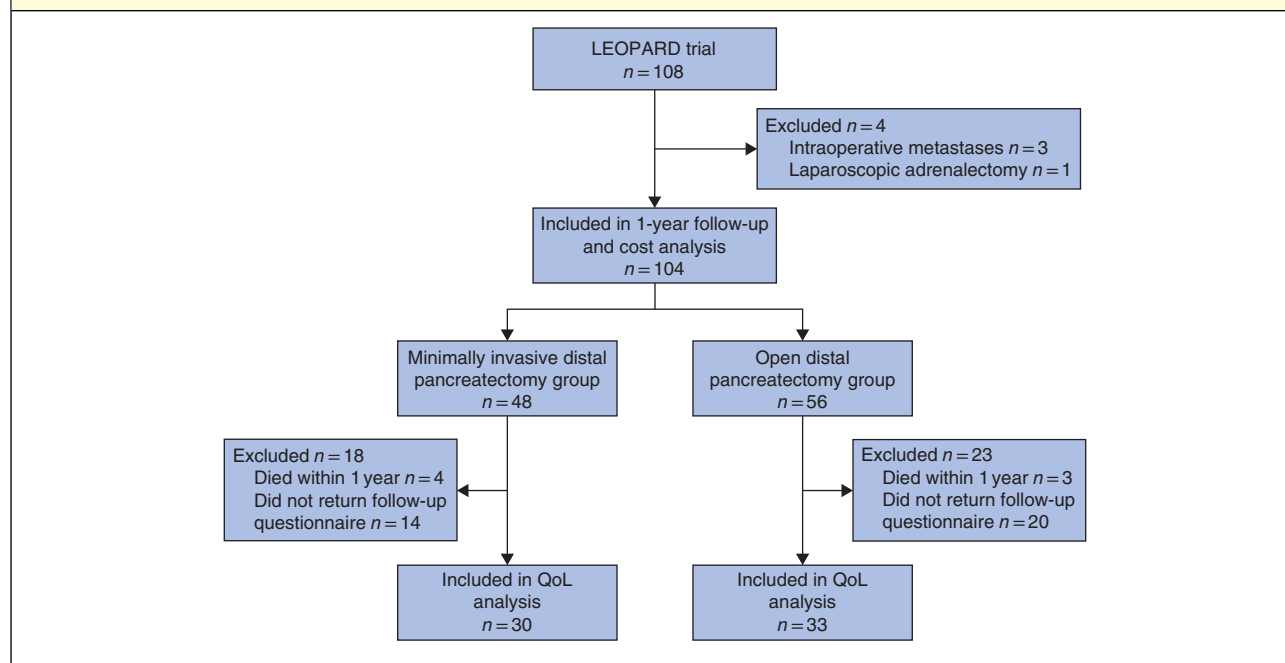 LEOPARD trial
n = 108
Excluded n = 4
Intraoperative metastases n = 3
Laparoscopic adrenalectomy n = 1
Included in 1-year follow-up
and cost analysis
n = 104
Minimally invasive distal
pancreatectomy group
n = 48
Open distal
pancreatectomy group
n = 56
Excluded n = 18
Died within 1 year n = 4
Did not return follow-up
questionnaire n = 14
Excluded n = 23
Died within 1 year n = 3
Did not return follow-up
questionnaire n = 20
Included in QoL
analysis
n = 30
Included in QoL
analysis
n = 33